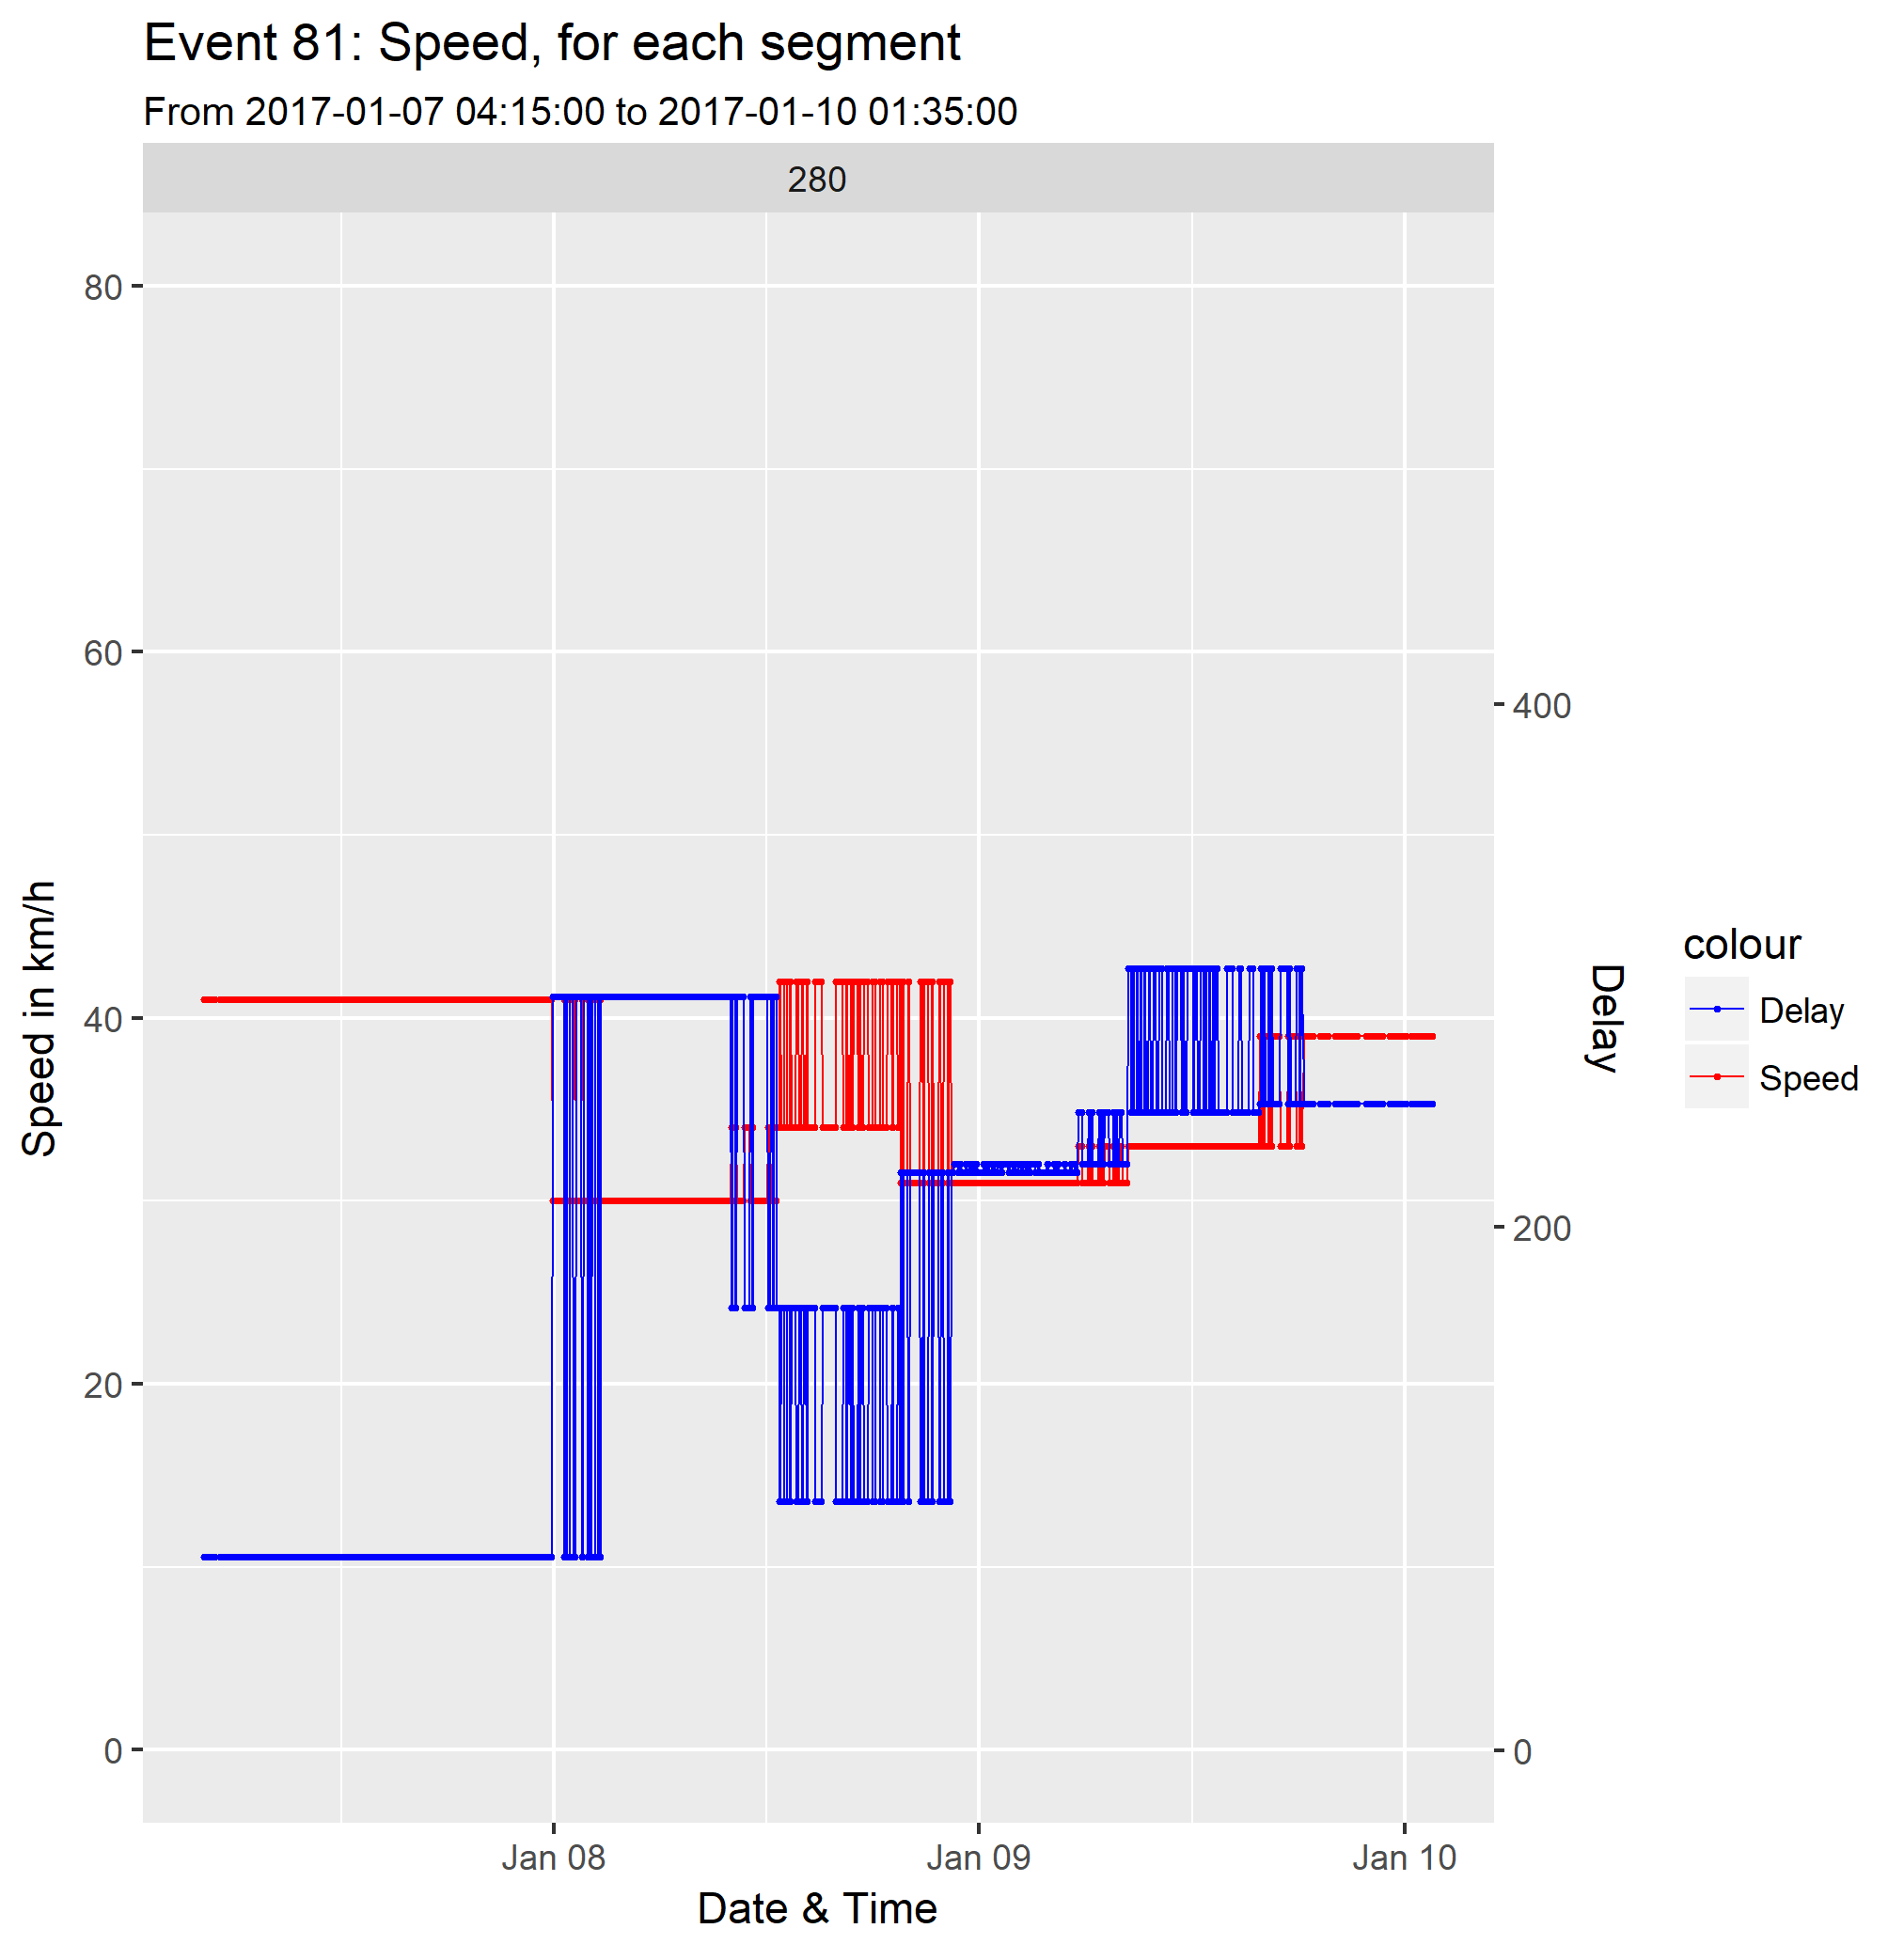 Event 81: Speed, for each segment
From 2017-01-07 04:15:00 to 2017-01-10 01:35:00
280
80
60
40
20
0
Speed in km/h
400
200
0
Delay
colour
Delay
Speed
Jan 08
Jan 09
Jan 10
Date & Time